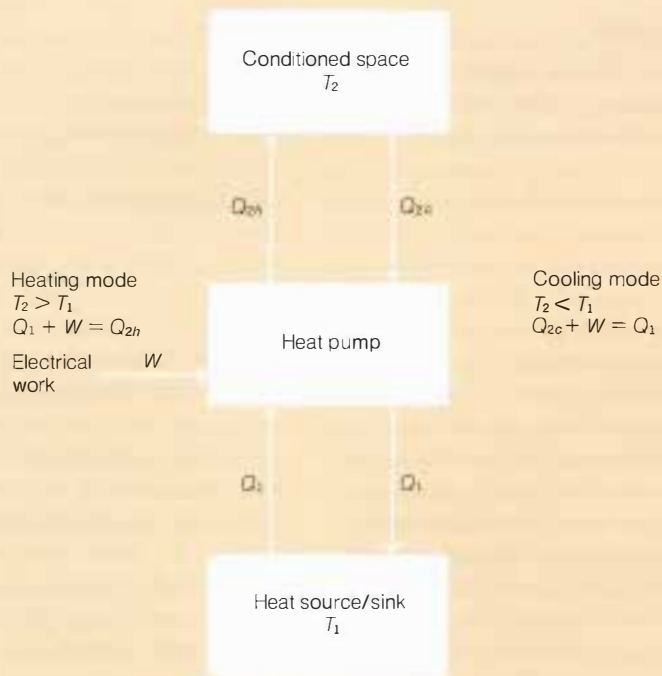 Conditioned space
T₂
Q₂ₕ Q₂c
Heating mode
T₂ > T₁
Q₁ + W = Q₂ₕ
Electrical W
work
Heat pump
Cooling mode
T₂ < T₁
Q₂c + W = Q₁
Q₁ Q₁
Heat source/sink
T₁